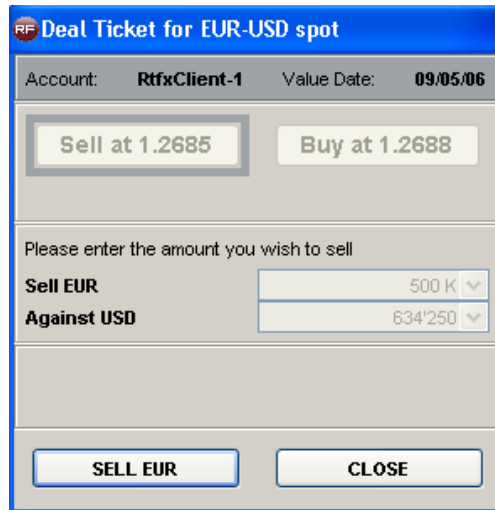 RF Deal Ticket for EUR-USD spot
Account: RtfxClient-1 Value Date: 09/05/06
Sell at 1.2685 Buy at 1.2688
Please enter the amount you wish to sell
Sell EUR 500 K
Against USD 634'250
SELL EUR CLOSE